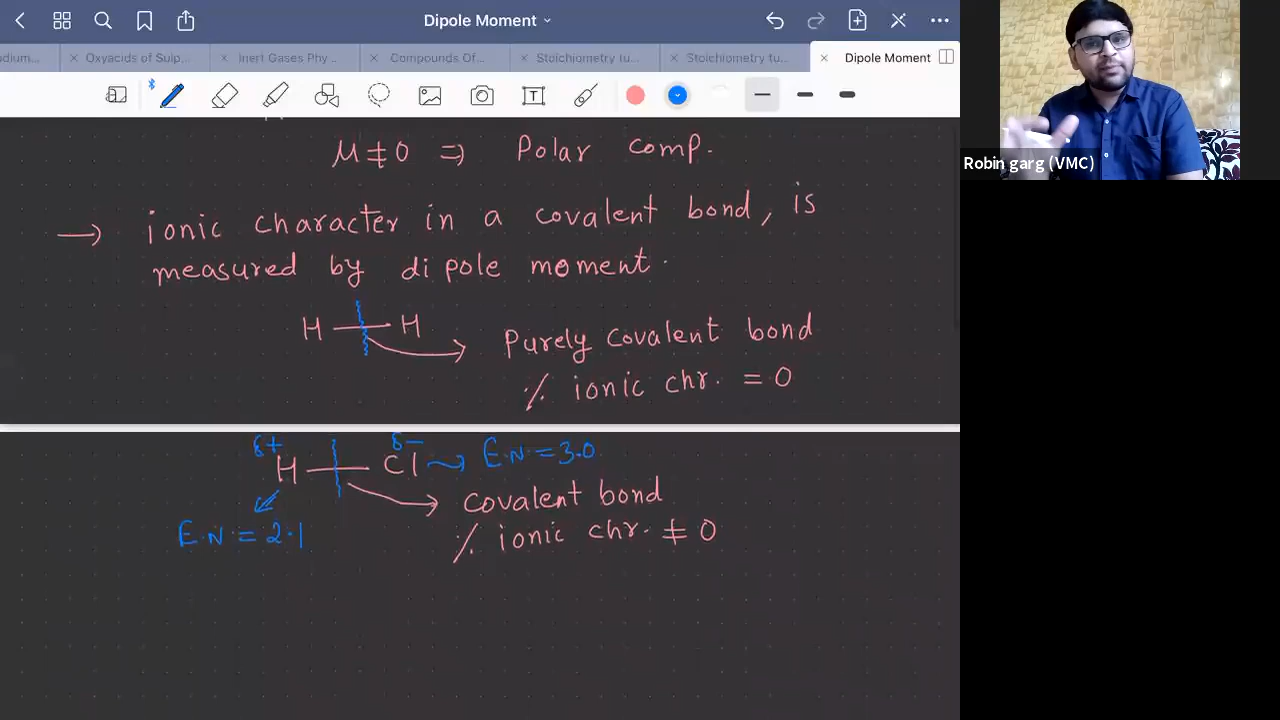 Dipole Moment
odium...
Oxyacids of Sulp...
Inert Gases Phy...
Compounds Of...
Stoichiometry tu...
Stoichiometry tu...
Dipole Moment
T
μ ≠ 0 ⇒ Polar comp.
→ ionic character in a covalent bond, is
measured by dipole moment.
H — H
Purely covalent bond
% ionic chr. = 0
δ+ δ-
H — Cl E.N = 3.0
covalent bond
E.N = 2.1
% ionic chr. ≠ 0
Robin garg (VMC)